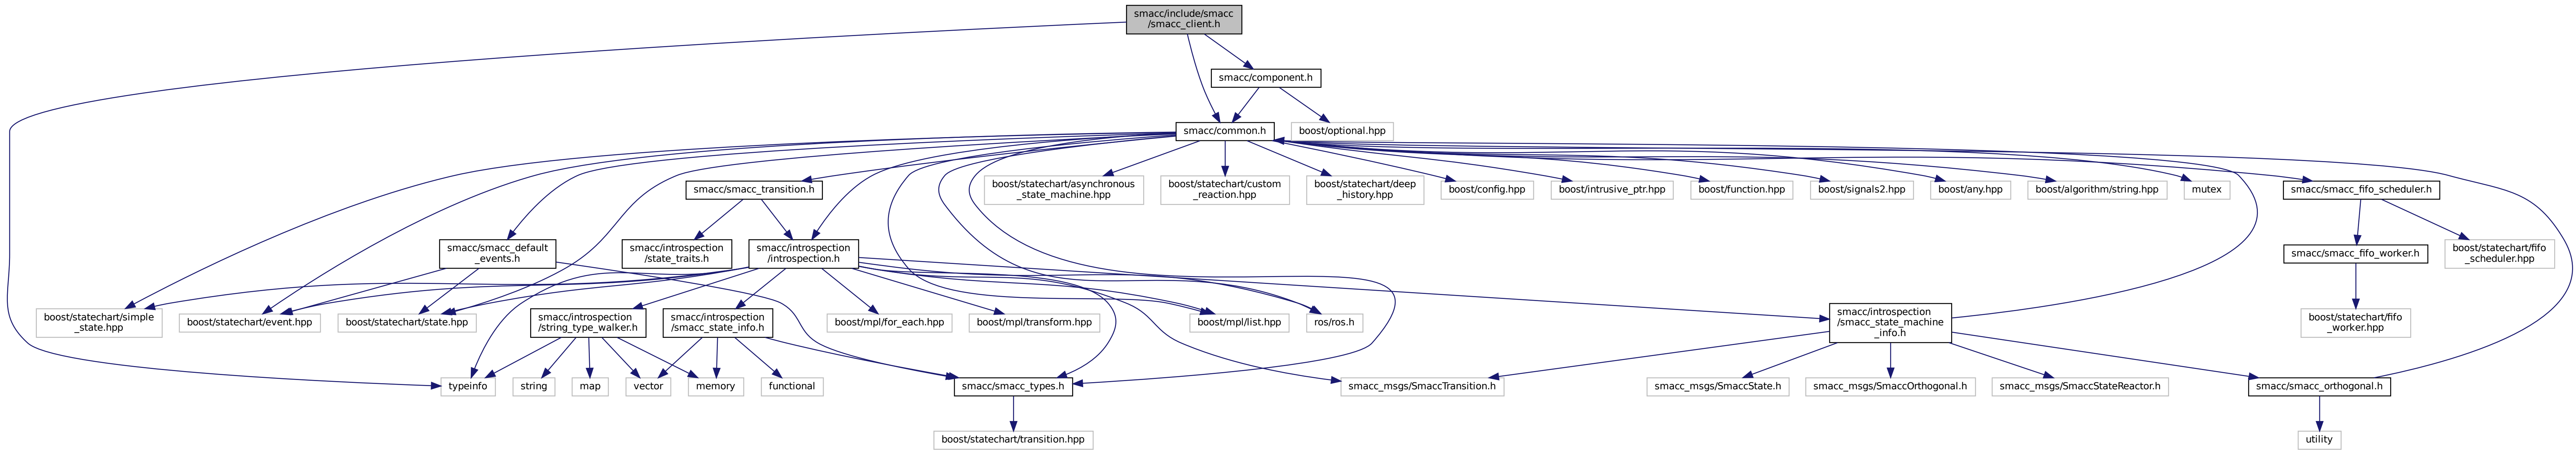 smacc/include/smacc
/smacc_client.h
smacc/component.h
smacc/common.h
boost/optional.hpp
smacc/smacc_transition.h
boost/statechart/asynchronous
_state_machine.hpp
boost/statechart/custom
_reaction.hpp
boost/statechart/deep
_history.hpp
boost/config.hpp
boost/intrusive_ptr.hpp
boost/function.hpp
boost/signals2.hpp
boost/any.hpp
boost/algorithm/string.hpp
mutex
smacc/smacc_fifo_scheduler.h
smacc/smacc_default
_events.h
smacc/introspection
/state_traits.h
smacc/introspection
/introspection.h
smacc/smacc_fifo_worker.h
boost/statechart/fifo
_scheduler.hpp
boost/statechart/simple
_state.hpp
boost/statechart/event.hpp
boost/statechart/state.hpp
smacc/introspection
/string_type_walker.h
smacc/introspection
/smacc_state_info.h
boost/mpl/for_each.hpp
boost/mpl/transform.hpp
boost/mpl/list.hpp
ros/ros.h
smacc/introspection
/smacc_state_machine
_info.h
boost/statechart/fifo
_worker.hpp
typeinfo
string
map
vector
memory
functional
smacc/smacc_types.h
smacc_msgs/SmaccTransition.h
smacc_msgs/SmaccState.h
smacc_msgs/SmaccOrthogonal.h
smacc_msgs/SmaccStateReactor.h
smacc/smacc_orthogonal.h
boost/statechart/transition.hpp
utility